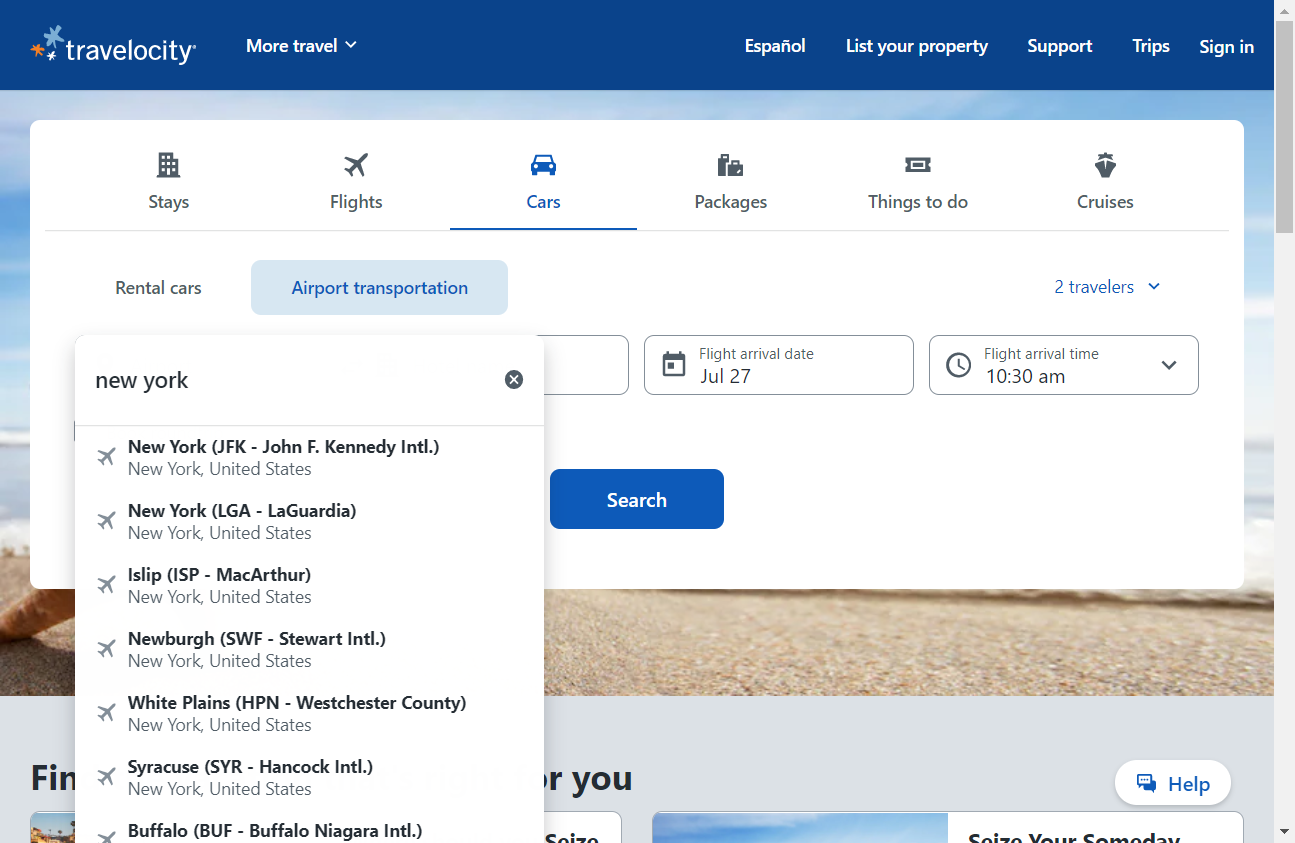 travelocity
More travel
Español
List your property
Support
Trips
Sign in
Stays
Flights
Cars
Packages
Things to do
Cruises
Rental cars
Airport transportation
2 travelers
new york
Flight arrival date
Jul 27
Flight arrival time
10:30 am
New York (JFK - John F. Kennedy Intl.)
New York, United States
New York (LGA - LaGuardia)
New York, United States
Islip (ISP - MacArthur)
New York, United States
Newburgh (SWF - Stewart Intl.)
New York, United States
White Plains (HPN - Westchester County)
New York, United States
Syracuse (SYR - Hancock Intl.)
New York, United States
Buffalo (BUF - Buffalo Niagara Intl.)
Search
for you
Help
Seize
Seize Your Someday